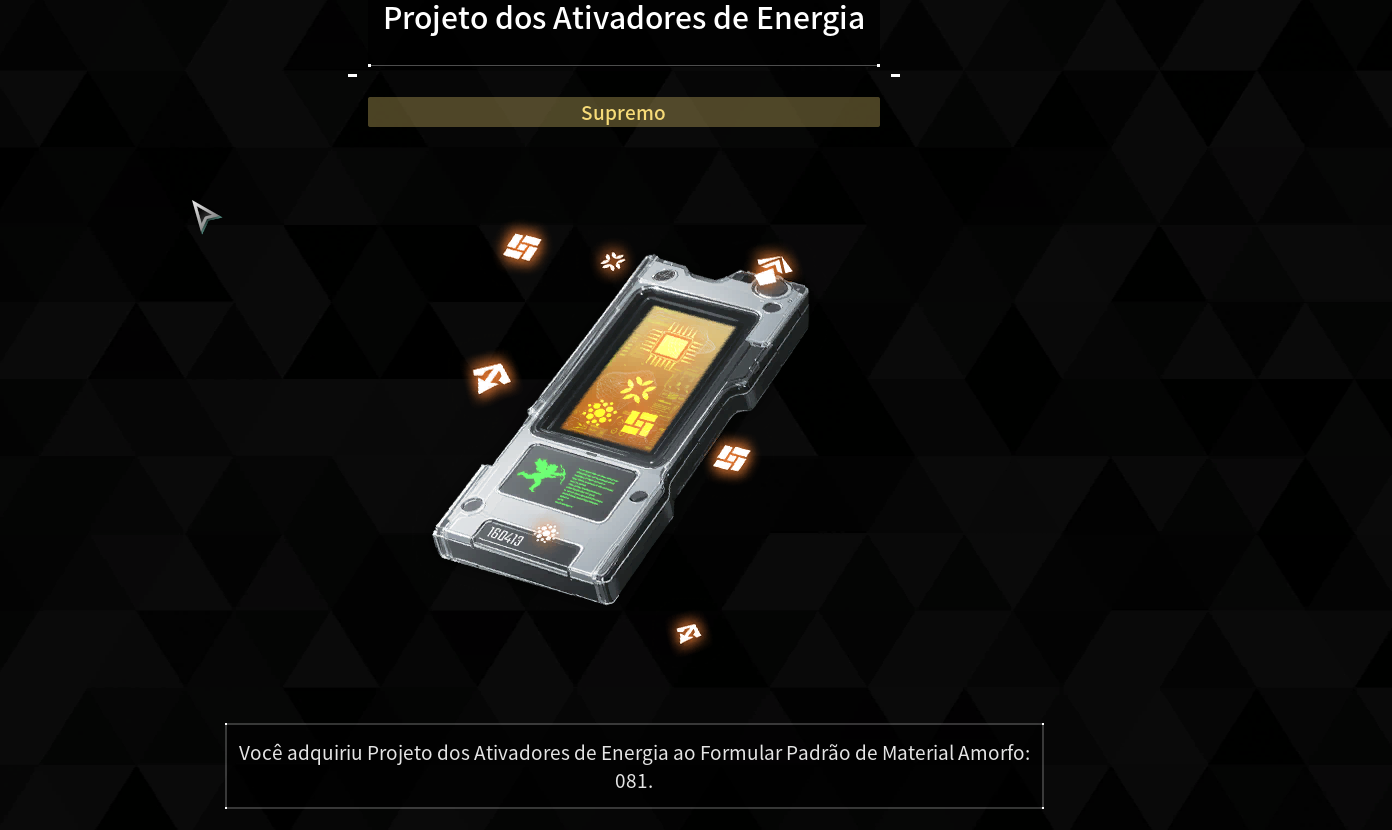 Projeto dos Ativadores de Energia
Supremo
160413
Você adquiriu Projeto dos Ativadores de Energia ao Formular Padrão de Material Amorfo:
081.